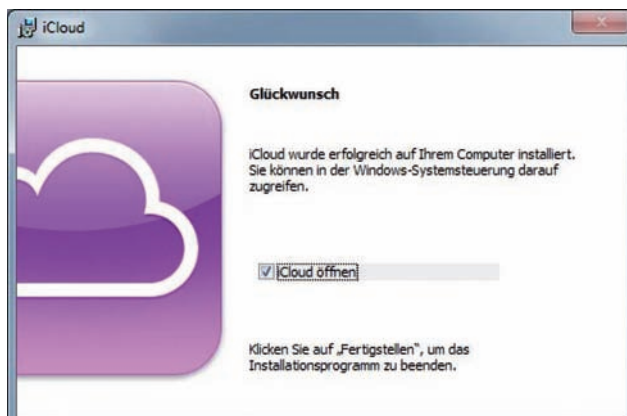 iCloud
Glückwunsch
iCloud wurde erfolgreich auf Ihrem Computer installiert.
Sie können in der Windows-Systemsteuerung darauf
zugreifen.
iCloud öffnen
Klicken Sie auf „Fertigstellen“, um das
Installationsprogramm zu beenden.